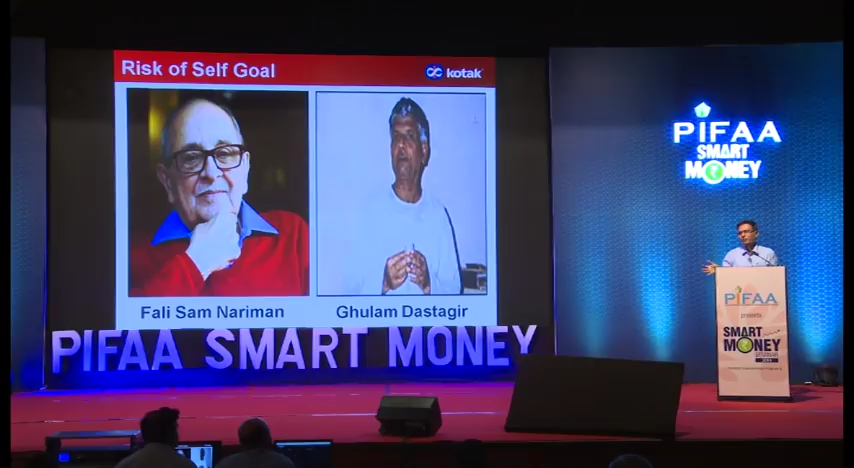 Risk of Self Goal
kotak
Fali Sam Nariman
Ghulam Dastagir
PIFAA SMART MONEY
PIFAA
SMART
MONEY
PIFAA
presents
SMART
MONEY